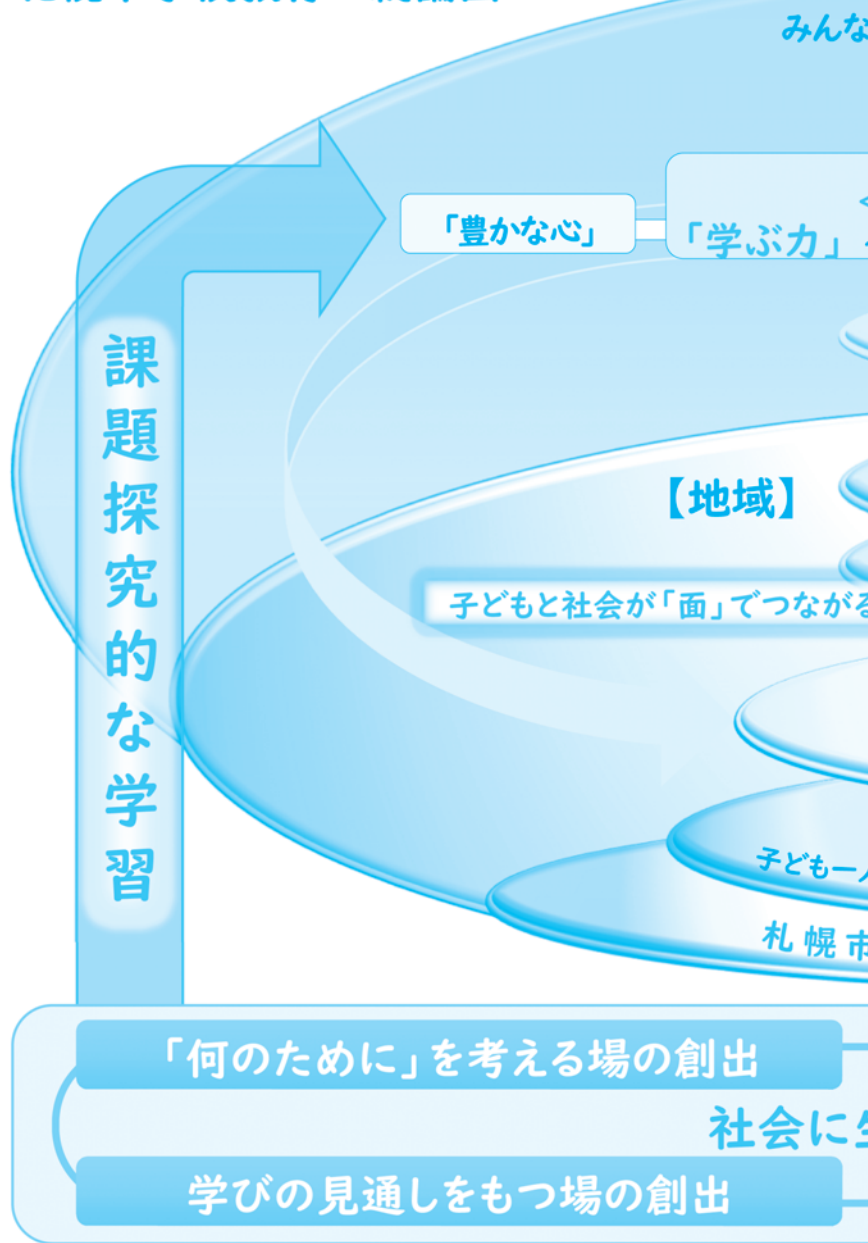 みんな
「豊かな心」
「学ぶ力」
課題探究的な学習
【地域】
子どもと社会が「面」でつながる
子ども一人
札幌市
「何のために」を考える場の創出
社会に生
学びの見通しをもつ場の創出